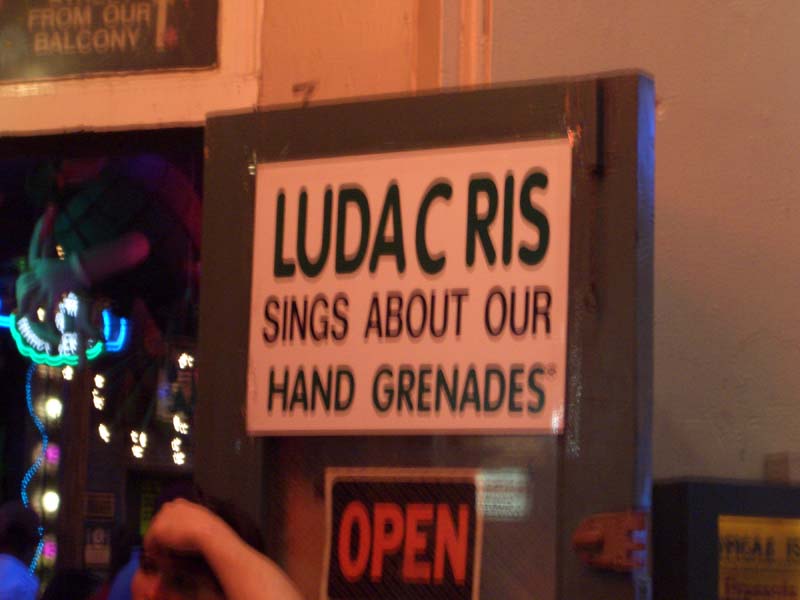 FROM OUR
BALCONY
LUDACRIS
SINGS ABOUT OUR
HAND GRENADES®
OPEN